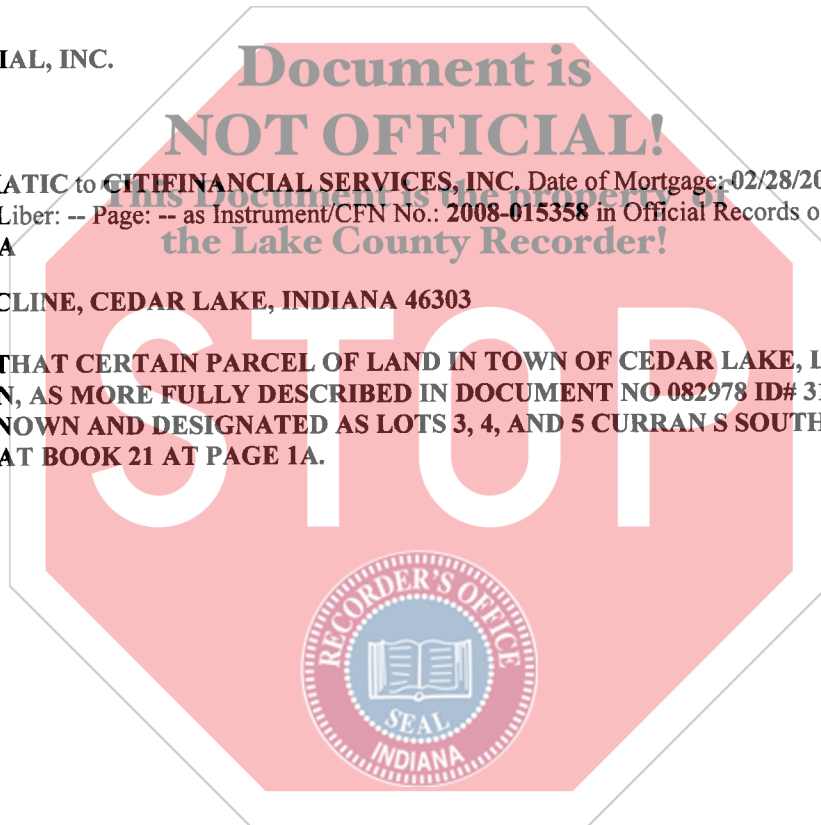 IAL, INC.
Document is
NOT OFFICIAL!
ATIC to CITIFINANCIAL SERVICES, INC. Date of Mortgage: 02/28/20
This Document is the property of
Liber: -- Page: -- as Instrument/CFN No.: 2008-015358 in Official Records o
the Lake County Recorder!
A
CLINE, CEDAR LAKE, INDIANA 46303
THAT CERTAIN PARCEL OF LAND IN TOWN OF CEDAR LAKE, L
N, AS MORE FULLY DESCRIBED IN DOCUMENT NO 082978 ID# 31
NOWN AND DESIGNATED AS LOTS 3, 4, AND 5 CURRAN S SOUTH
AT BOOK 21 AT PAGE 1A.
STOP
RECORDER'S OFFICE
SEAL
INDIANA